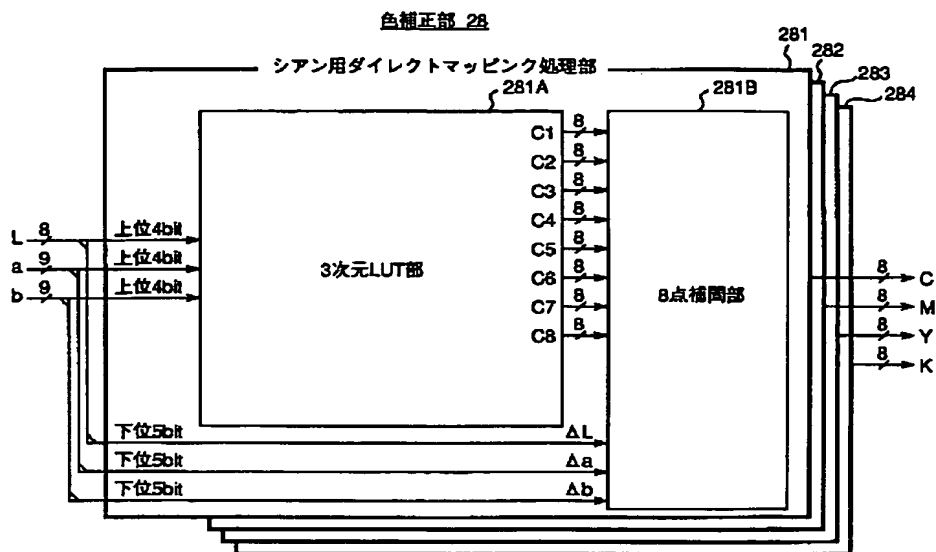 色補正部 28
281
282
283
284
シアン用ダイレクトマッピング処理部
281A
281B
C1 8
C2 8
C3 8
C4 8
C5 8
C6 8
C7 8
C8 8
L 8 上位4bit
a 9 上位4bit
b 9 上位4bit
3次元LUT部
8点補間部
8 C
8 M
8 Y
8 K
下位5bit ΔL
下位5bit Δa
下位5bit Δb